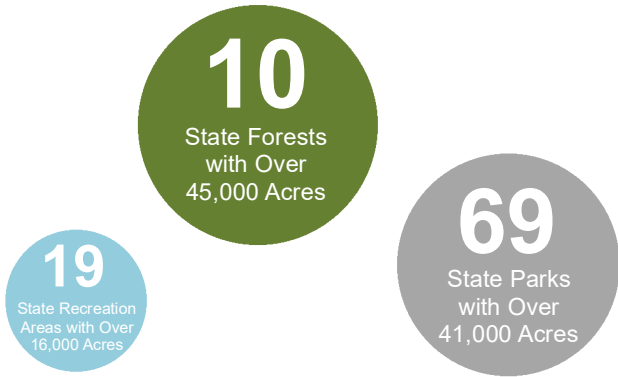 10
State Forests
with Over
45,000 Acres
69
State Parks
with Over
41,000 Acres
19
State Recreation
Areas with Over
16,000 Acres